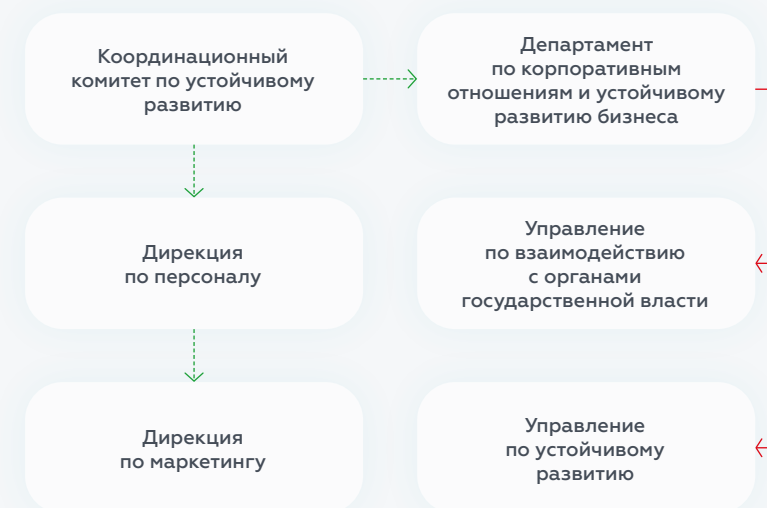 Координационный
комитет по устойчивому
развитию
Департамент
по корпоративным
отношениям и устойчивому
развитию бизнеса
Дирекция
по персоналу
Управление
по взаимодействию
с органами
государственной власти
Дирекция
по маркетингу
Управление
по устойчивому
развитию